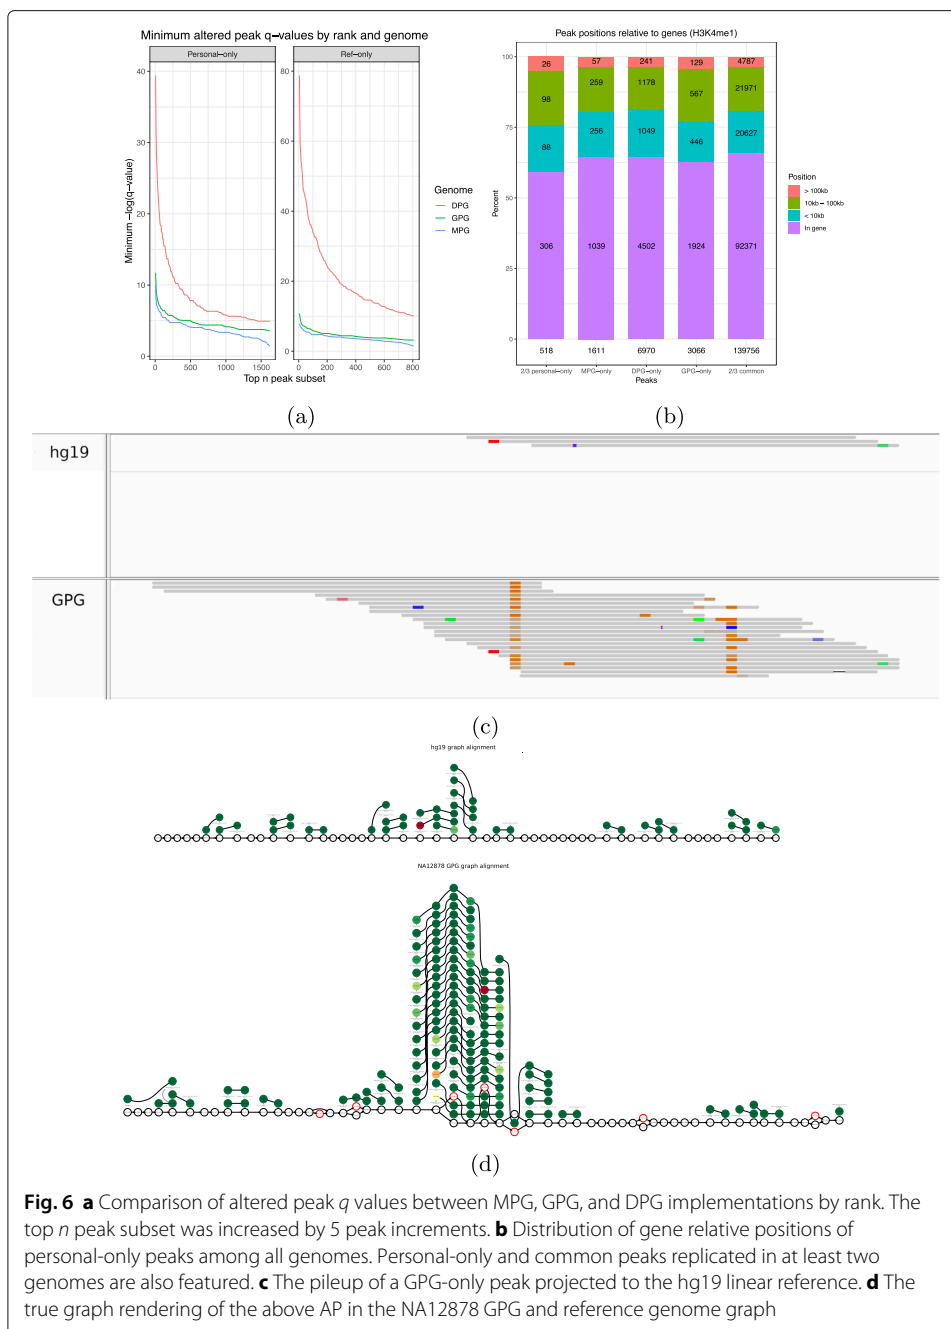 Minimum altered peak q−values by rank and genome
Personal−only
Ref−only
40
30
20
10
0
80
60
40
20
0
Minimum −log(q−value)
0 500 1000 1500
0 200 400 600 800
Top n peak subset
Genome
DPG
GPG
MPG
(a)
Peak positions relative to genes (H3K4me1)
100
75
50
25
0
Percent
26 57 241 129 4787
98 259 1178 567 21971
88 256 1049 446 20627
306 1039 4502 1924 92371
518 1611 6970 3066 139756
2/3 personal−only MPG−only DPG−only GPG−only 2/3 common
Peaks
Position
> 100kb
10kb − 100kb
< 10kb
In gene
(b)
hg19
GPG
(c)
hg19 graph alignment
NA12878 GPG graph alignment
(d)
Fig. 6 a Comparison of altered peak q values between MPG, GPG, and DPG implementations by rank. The
top n peak subset was increased by 5 peak increments. b Distribution of gene relative positions of
personal-only peaks among all genomes. Personal-only and common peaks replicated in at least two
genomes are also featured. c The pileup of a GPG-only peak projected to the hg19 linear reference. d The
true graph rendering of the above AP in the NA12878 GPG and reference genome graph